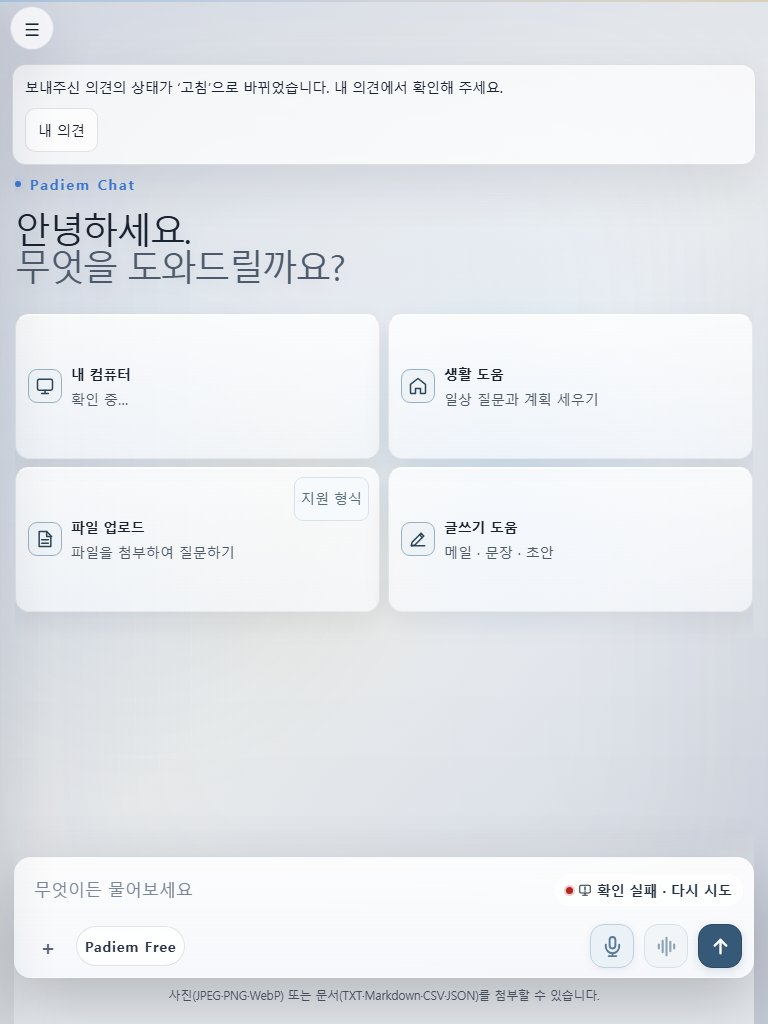 보내주신 의견의 상태가 ‘고침’으로 바뀌었습니다. 내 의견에서 확인해 주세요.
내 의견
Padiem Chat
안녕하세요.
무엇을 도와드릴까요?
내 컴퓨터
확인 중…
생활 도움
일상 질문과 계획 세우기
지원 형식
파일 업로드
파일을 첨부하여 질문하기
글쓰기 도움
메일 · 문장 · 초안
무엇이든 물어보세요
확인 실패 · 다시 시도
Padiem Free
사진(JPEG·PNG·WebP) 또는 문서(TXT·Markdown·CSV·JSON)를 첨부할 수 있습니다.